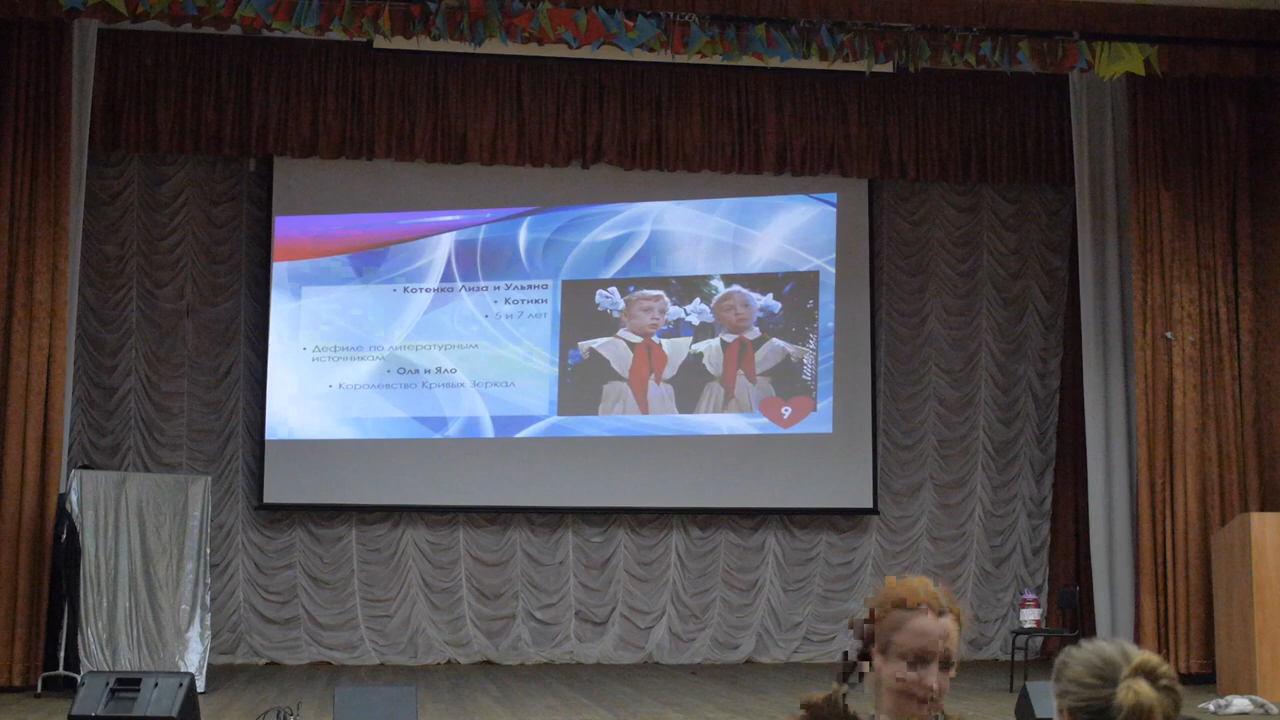 • Котенка Лиза и Ульяна
• Котики
• 5 и 7 лет
• Дефиле по литературным
источникам
• Оля и Яло
• Королевство Кривых Зеркал
9